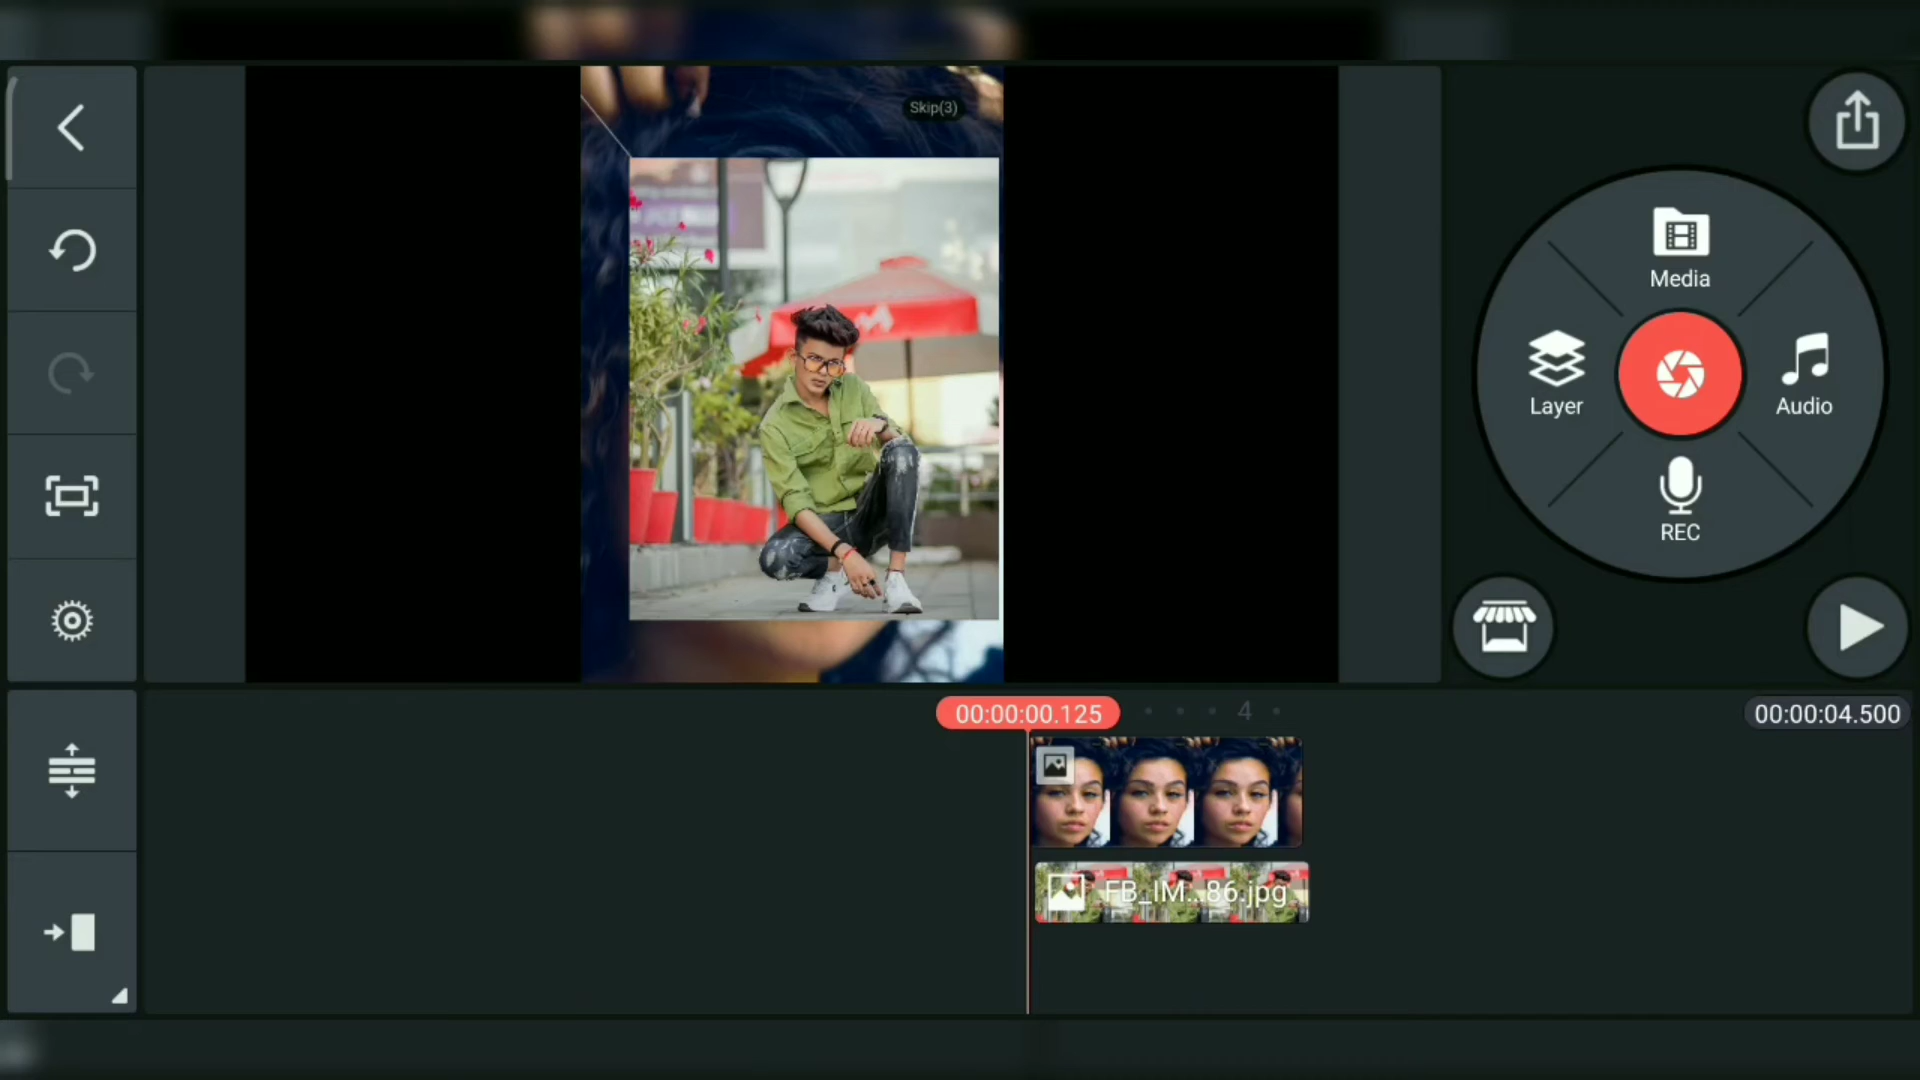 Skip(3)
Media
Layer
Audio
REC
00:00:00.125
4
00:00:04.500
FB_IM...86.jpg